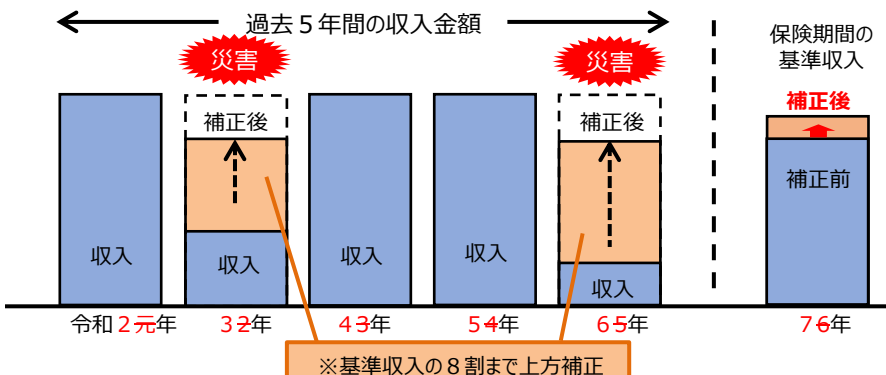 過去５年間の収入金額
災害
災害
保険期間の
基準収入
補正後
補正後
補正後
補正前
収入
収入
収入
収入
収入
令和２元年
３２年
４３年
５４年
６５年
７６年
※基準収入の８割まで上方補正